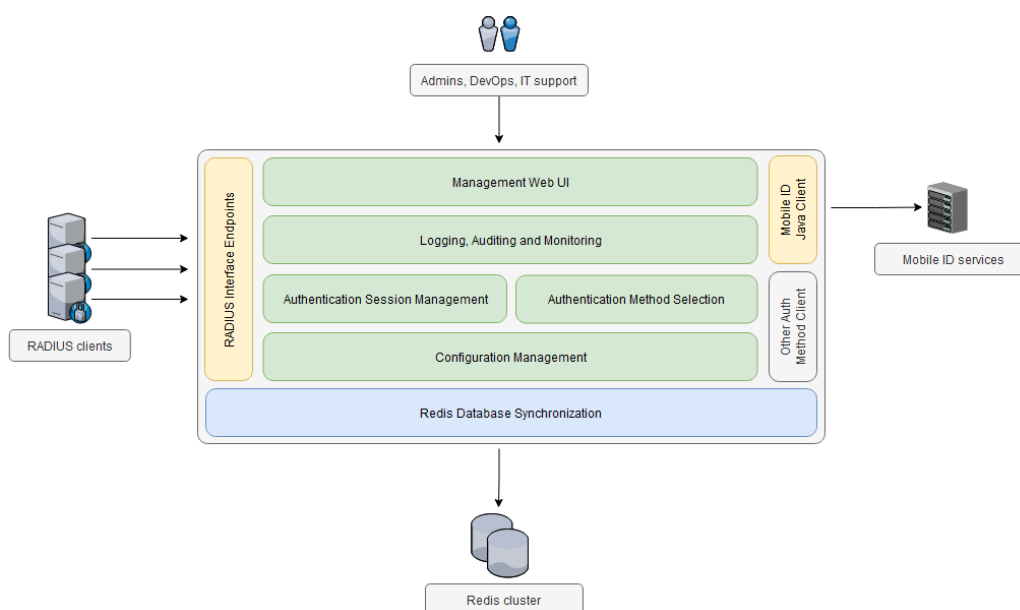 Admins, DevOps, IT support
RADIUS Interface Endpoints
Management Web UI
Mobile ID
Java Client
Logging, Auditing and Monitoring
Mobile ID services
Authentication Session Management
Authentication Method Selection
Other Auth
Method Client
RADIUS clients
Configuration Management
Redis Database Synchronization
Redis cluster